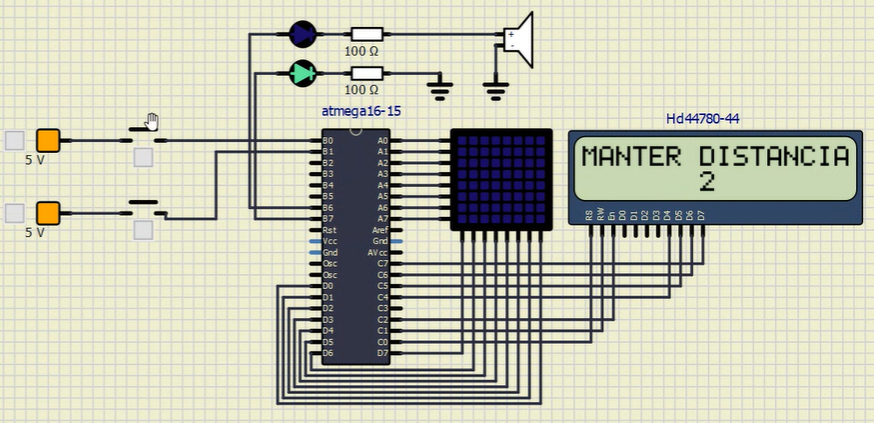 100 Ω
100 Ω
+
-
atmega16-15
Hd44780-44
5 V
5 V
B0
B1
B2
B3
B4
B5
B6
B7
Rst
Vcc
Gnd
Osc
Osc
D0
D1
D2
D3
D4
D5
D6
A0
A1
A2
A3
A4
A5
A6
A7
Aref
Gnd
AVcc
C7
C6
C5
C4
C3
C2
C1
C0
D7
MANTER DISTANCIA
2
RS RW En D0 D1 D2 D3 D4 D5 D6 D7